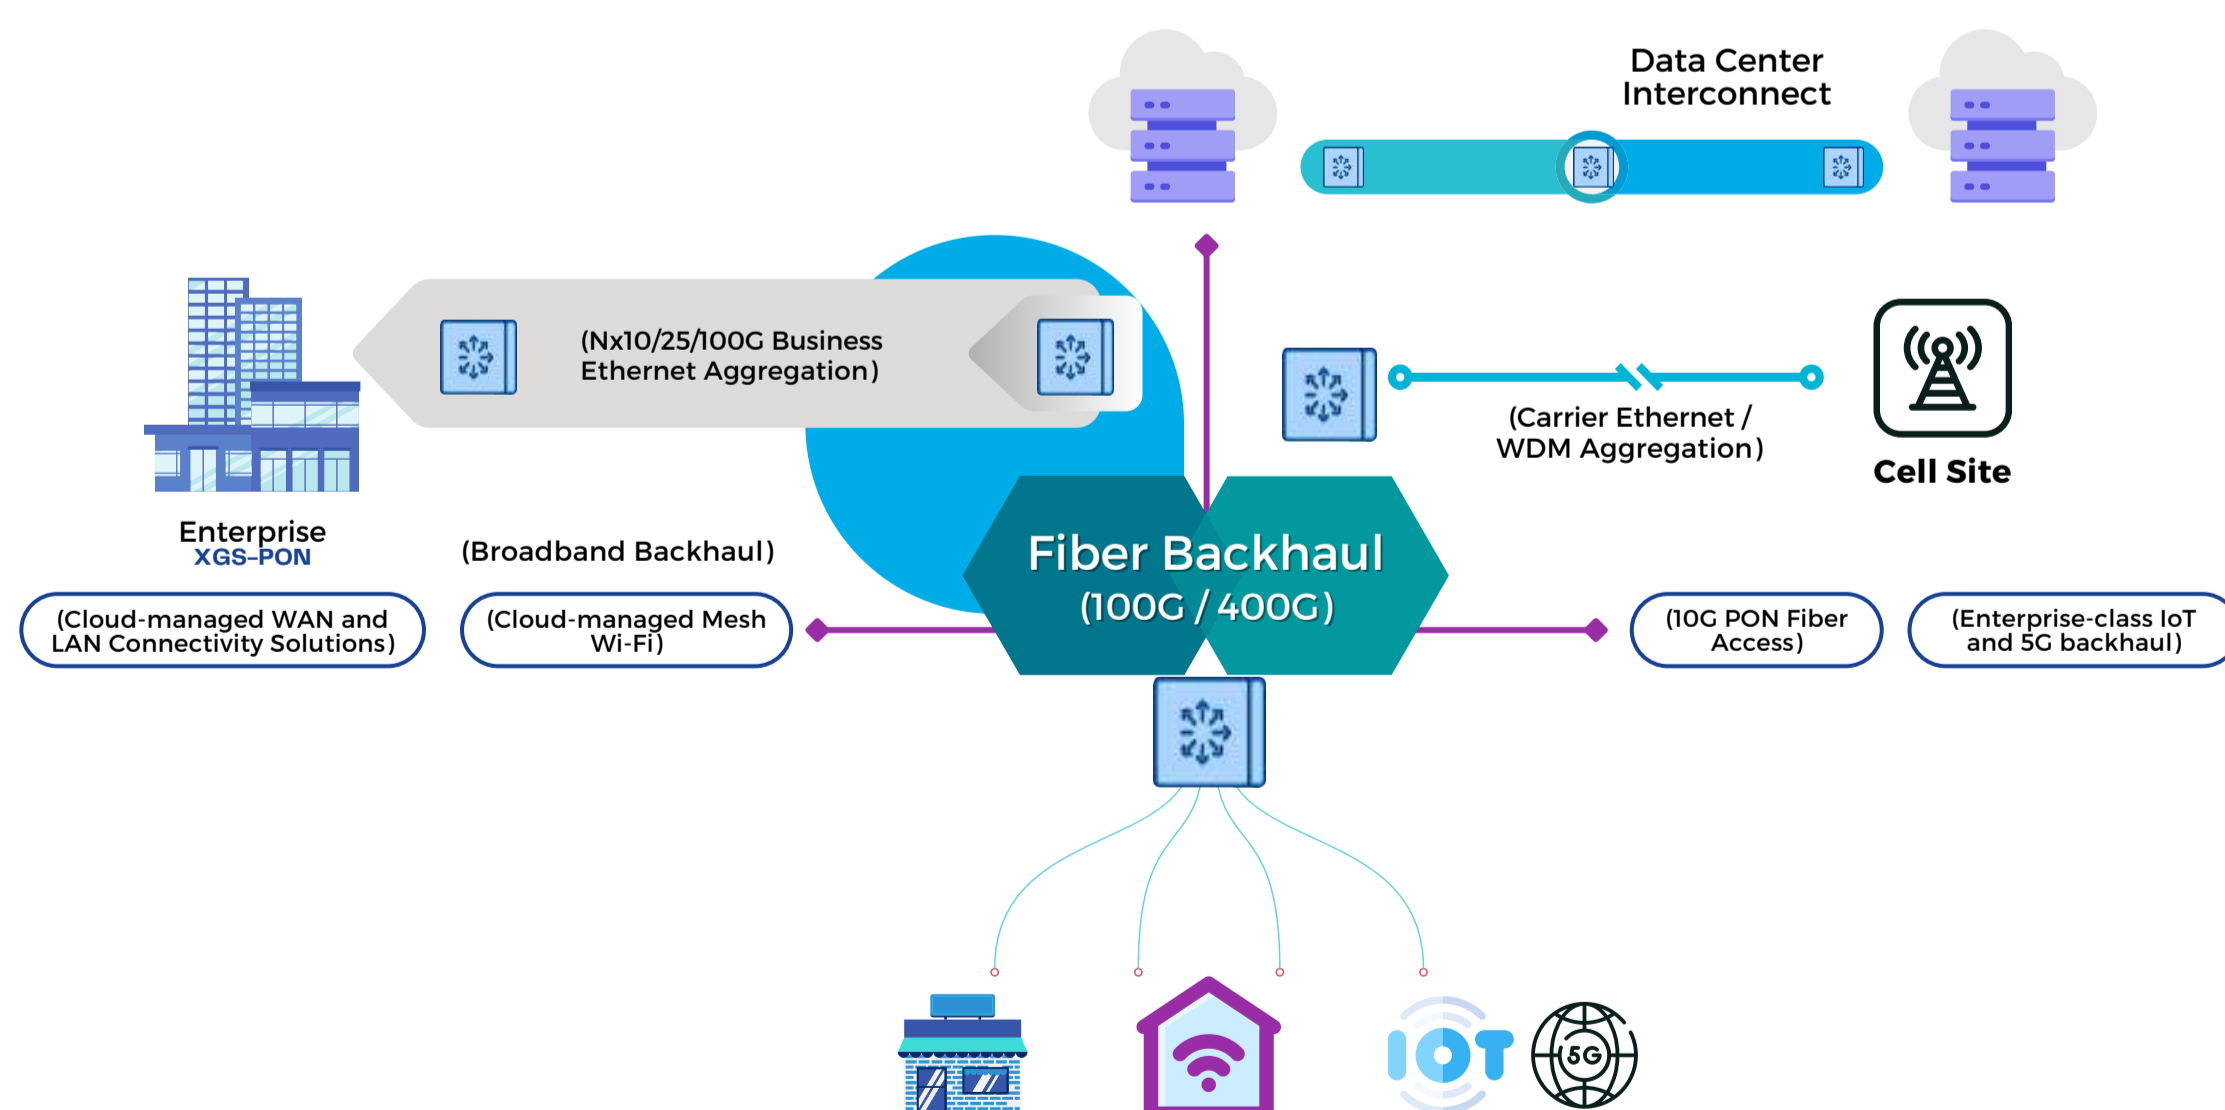 Data Center
Interconnect
(Nx10/25/100G Business
Ethernet Aggregation)
(Carrier Ethernet /
WDM Aggregation)
Cell Site
Enterprise
XGS-PON
(Broadband Backhaul)
Fiber Backhaul
(100G / 400G)
(Cloud-managed WAN and
LAN Connectivity Solutions)
(Cloud-managed Mesh
Wi-Fi)
(10G PON Fiber
Access)
(Enterprise-class IoT
and 5G backhaul)
IOT
5G